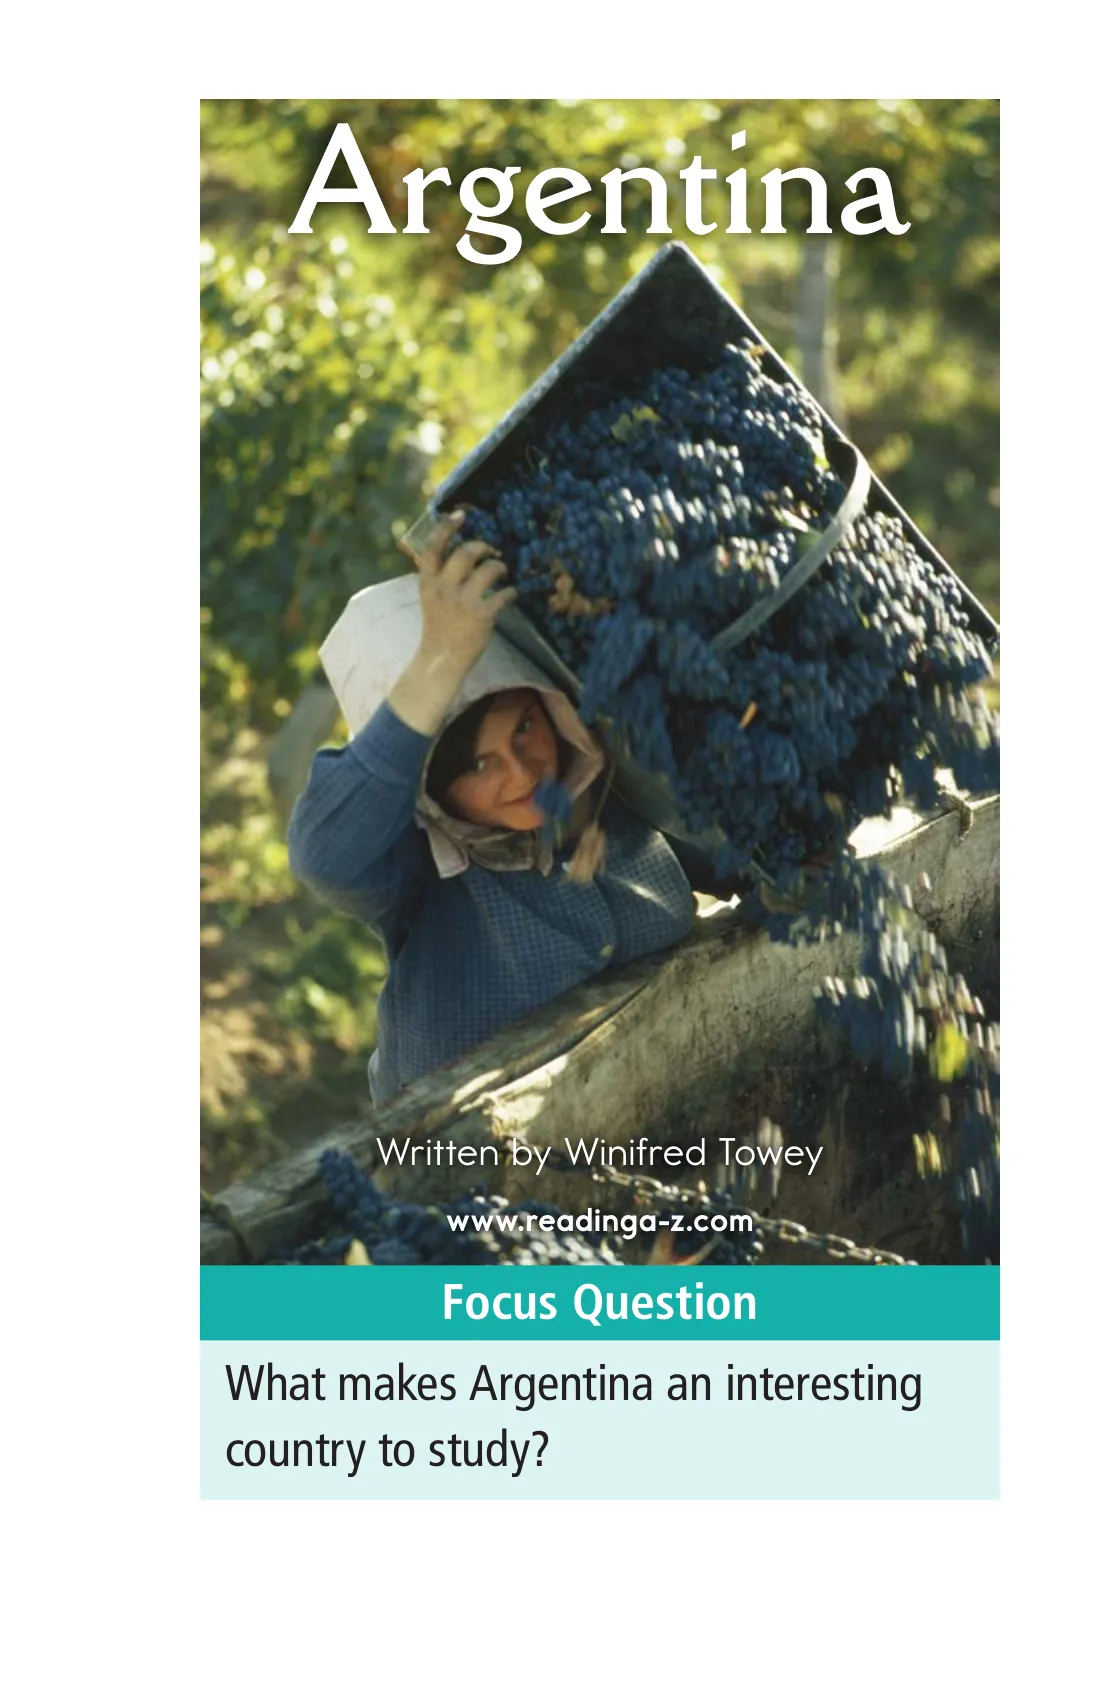 Argentina
Written by Winifred Towey
www.readinga-z.com
Focus Question
What makes Argentina an interesting
country to study?